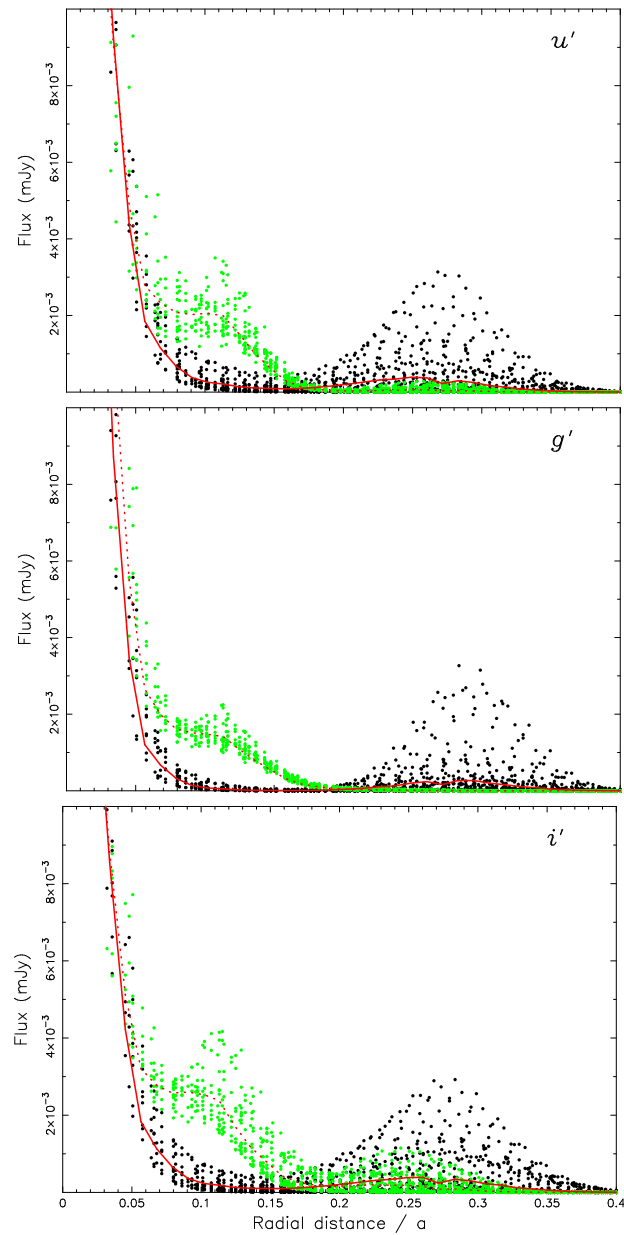 u'
8×10⁻³
6×10⁻³
4×10⁻³
2×10⁻³
Flux (mJy)
g'
8×10⁻³
6×10⁻³
4×10⁻³
2×10⁻³
Flux (mJy)
i'
8×10⁻³
6×10⁻³
4×10⁻³
2×10⁻³
Flux (mJy)
0 0.05 0.1 0.15 0.2 0.25 0.3 0.35 0.4
Radial distance / a